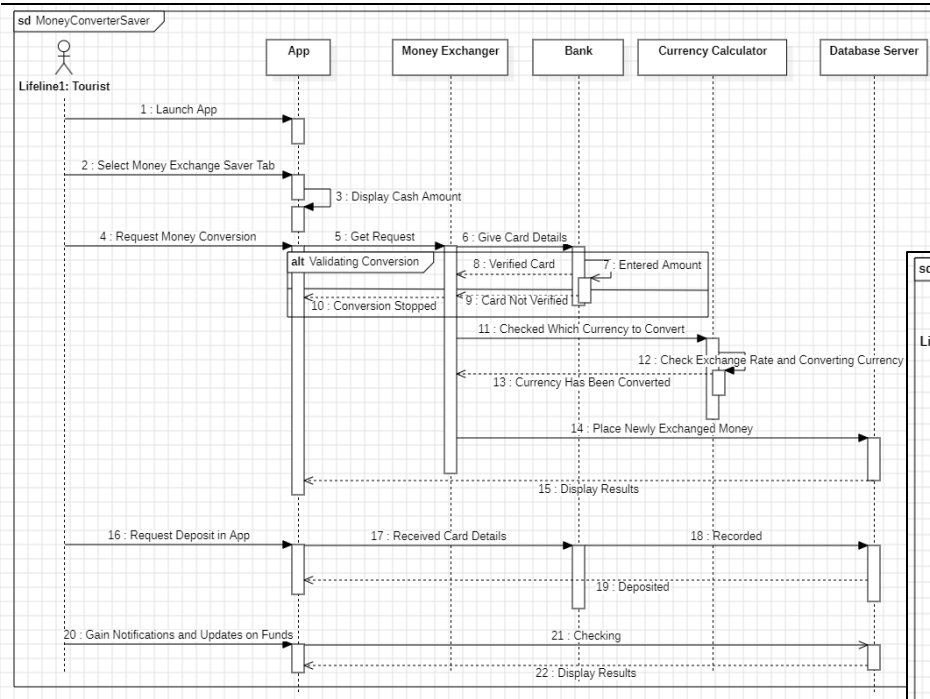 sd MoneyConverterSaver
App
Money Exchanger
Bank
Currency Calculator
Database Server
Lifeline1: Tourist
1 : Launch App
2 : Select Money Exchange Saver Tab
3 : Display Cash Amount
4 : Request Money Conversion
5 : Get Request
6 : Give Card Details
alt Validating Conversion
8 : Verified Card
7 : Entered Amount
9 : Card Not Verified
10 : Conversion Stopped
11 : Checked Which Currency to Convert
12 : Check Exchange Rate and Converting Currency
13 : Currency Has Been Converted
14 : Place Newly Exchanged Money
15 : Display Results
16 : Request Deposit in App
17 : Received Card Details
18 : Recorded
19 : Deposited
20 : Gain Notifications and Updates on Funds
21 : Checking
22 : Display Results